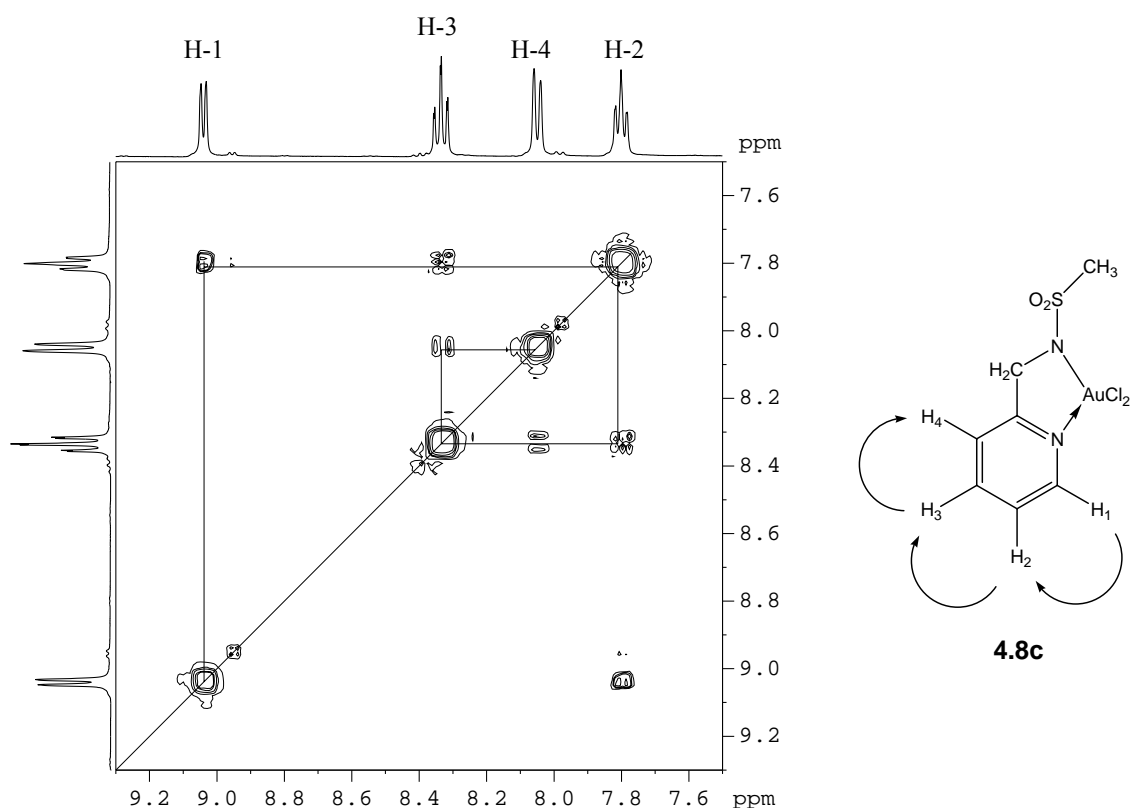 H-1
H-3
H-4
H-2
ppm
7.6
7.8
8.0
8.2
8.4
8.6
8.8
9.0
9.2
9.2 9.0 8.8 8.6 8.4 8.2 8.0 7.8 7.6 ppm
CH3
O2S
N
H2C
AuCl2
H4
N
H3
H1
H2
4.8c